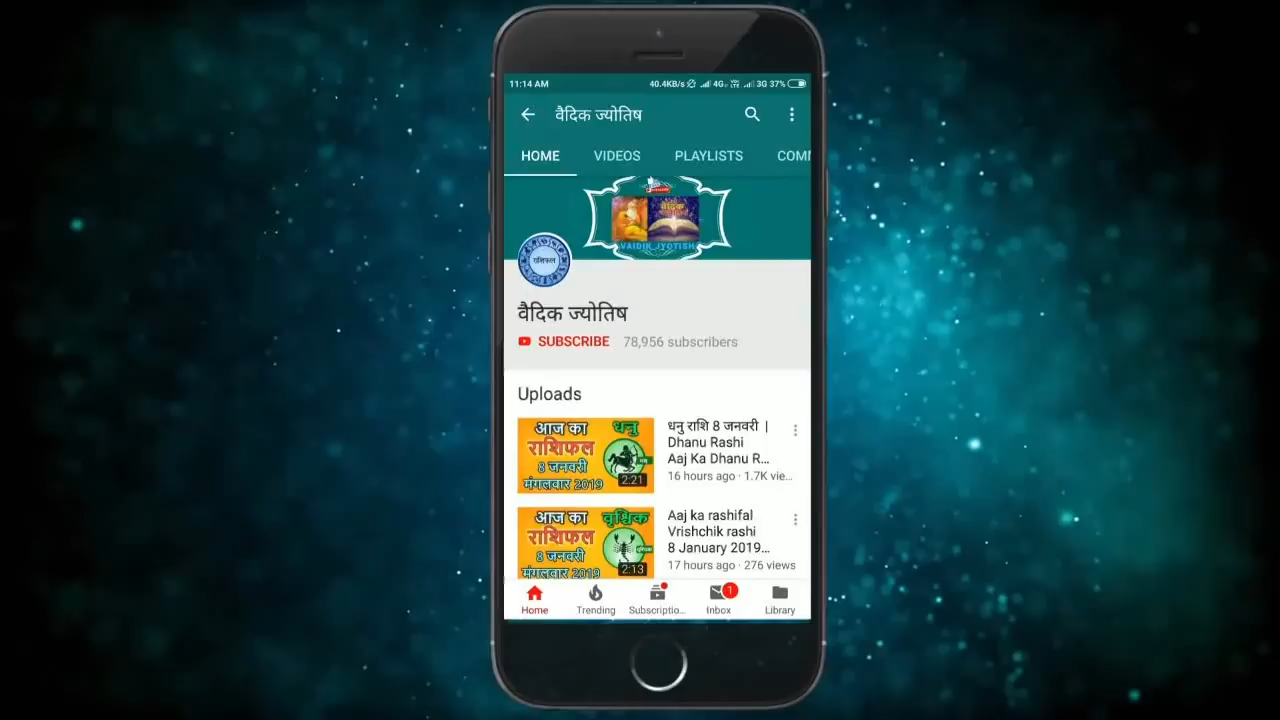 11:14 AM
40.4KB/s 4G 3G 37%
वैदिक ज्योतिष
HOME VIDEOS PLAYLISTS COM
वैदिक
VAIDIK JYOTISH
राशिफल
वैदिक ज्योतिष
SUBSCRIBE 78,956 subscribers
Uploads
आज का धनु
राशिफल
8 जनवरी
मंगलवार 2019
2:21
धनु राशि 8 जनवरी |
Dhanu Rashi
Aaj Ka Dhanu R...
16 hours ago · 1.7K vie...
आज का वृश्चिक
राशिफल
8 जनवरी
मंगलवार 2019
2:13
Aaj ka rashifal
Vrishchik rashi
8 January 2019...
17 hours ago · 276 views
1
Home Trending Subscriptio... Inbox Library